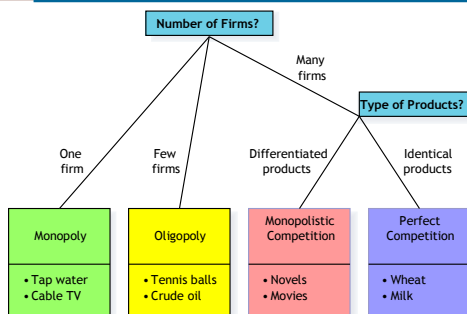 Number of Firms?
Many
firms
Type of Products?
One
firm
Few
firms
Differentiated
products
Identical
products
Monopoly
• Tap water
• Cable TV
Oligopoly
• Tennis balls
• Crude oil
Monopolistic
Competition
• Novels
• Movies
Perfect
Competition
• Wheat
• Milk